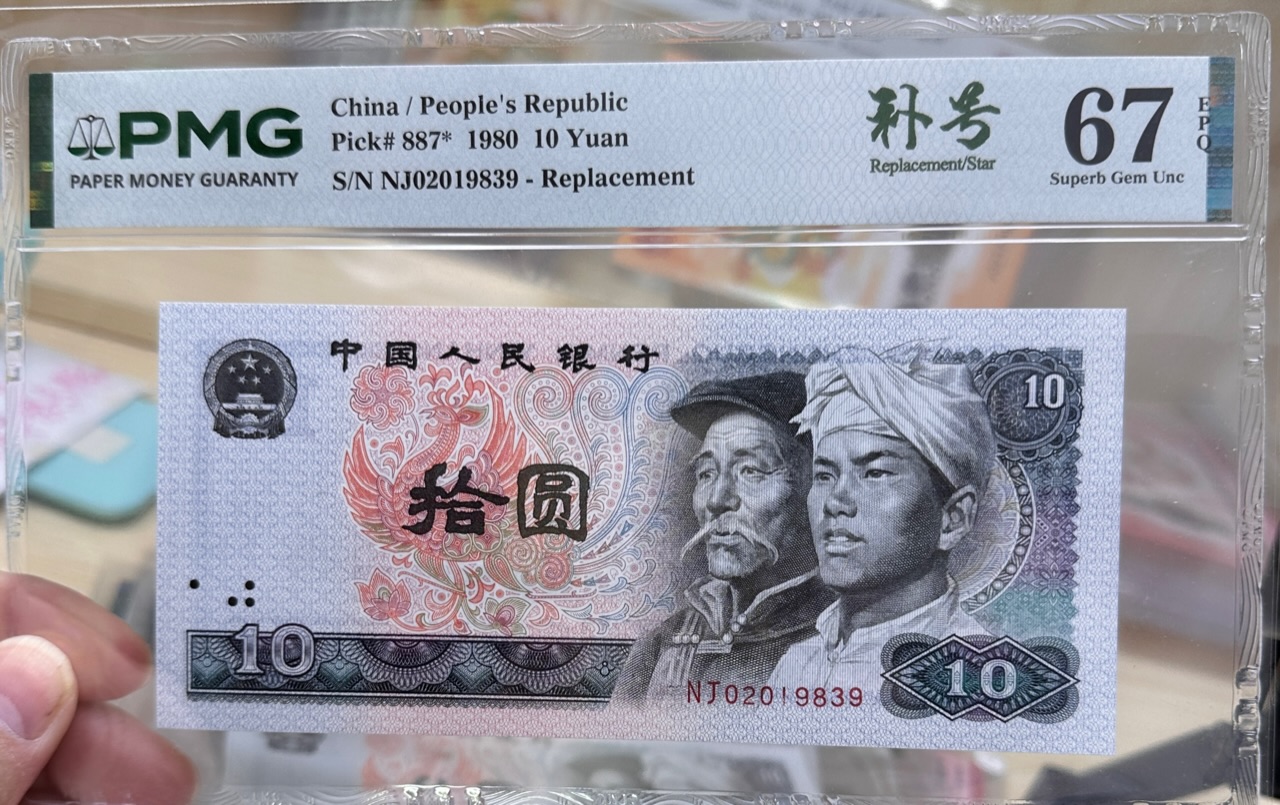 PMG
PAPER MONEY GUARANTY
China / People's Republic
Pick# 887* 1980 10 Yuan
S/N NJ02019839 - Replacement
补号
Replacement/Star
67
EPQ
Superb Gem Unc
中国人民银行
10
拾圆
10
NJ02019839
10